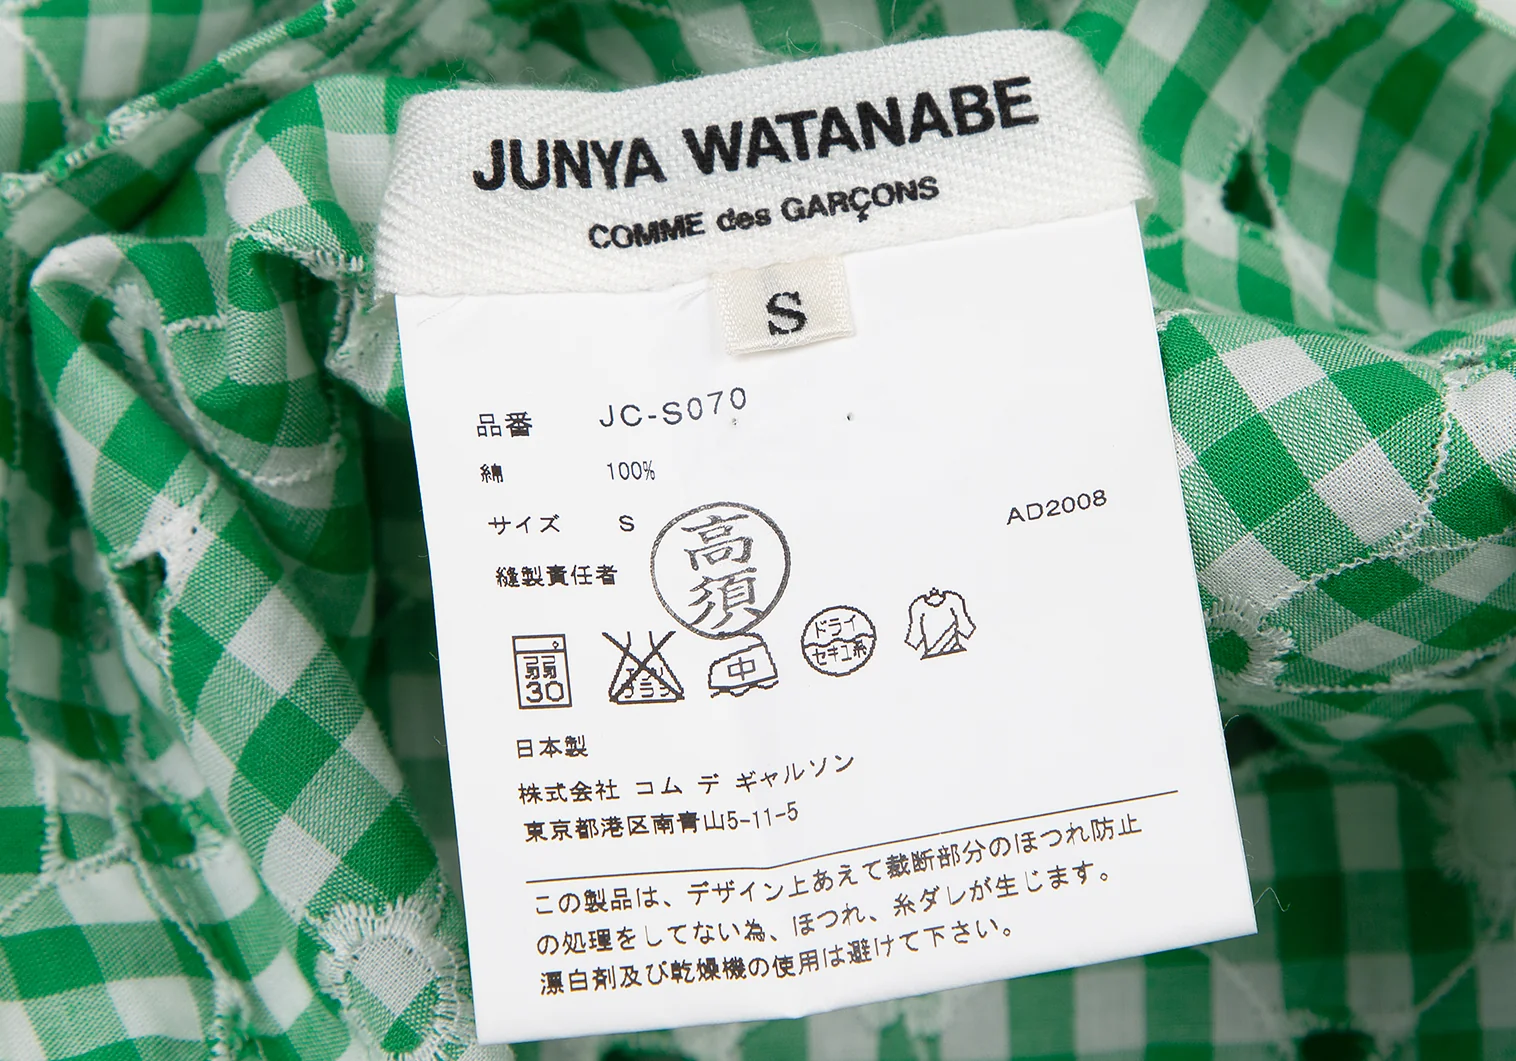 JUNYA WATANABE
COMME des GARÇONS
S
品番 JC-S070
綿 100%
サイズ S AD2008
縫製責任者 高須
弱 30
エンソサラシ
中
ドライ セキユ系
日本製
株式会社 コム デ ギャルソン
東京都港区南青山5-11-5
この製品は、デザイン上あえて裁断部分のほつれ防止
の処理をしてない為、ほつれ、糸ダレが生じます。
漂白剤及び乾燥機の使用は避けて下さい。